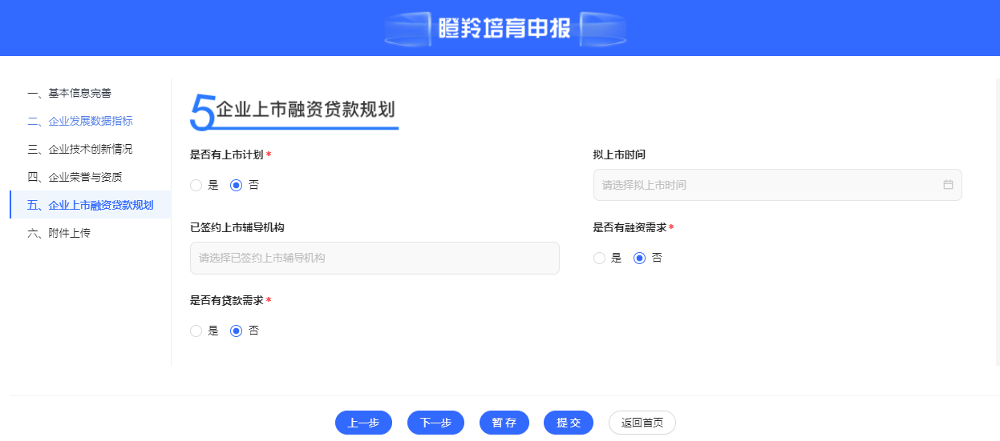 瞪羚培育申报
一、基本信息完善
二、企业发展数据指标
三、企业技术创新情况
四、企业荣誉与资质
五、企业上市融资贷款规划
六、附件上传
5企业上市融资贷款规划
是否有上市计划*
是 否
拟上市时间
请选择拟上市时间
已签约上市辅导机构
请选择已签约上市辅导机构
是否有融资需求*
是 否
是否有贷款需求*
是 否
上一步 下一步 暂存 提交 返回首页